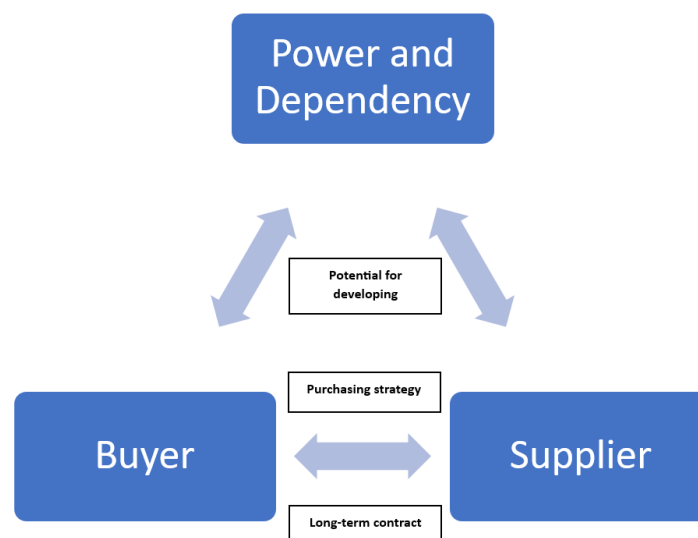 Power and
Dependency
Potential for
developing
Purchasing strategy
Buyer
Supplier
Long-term contract